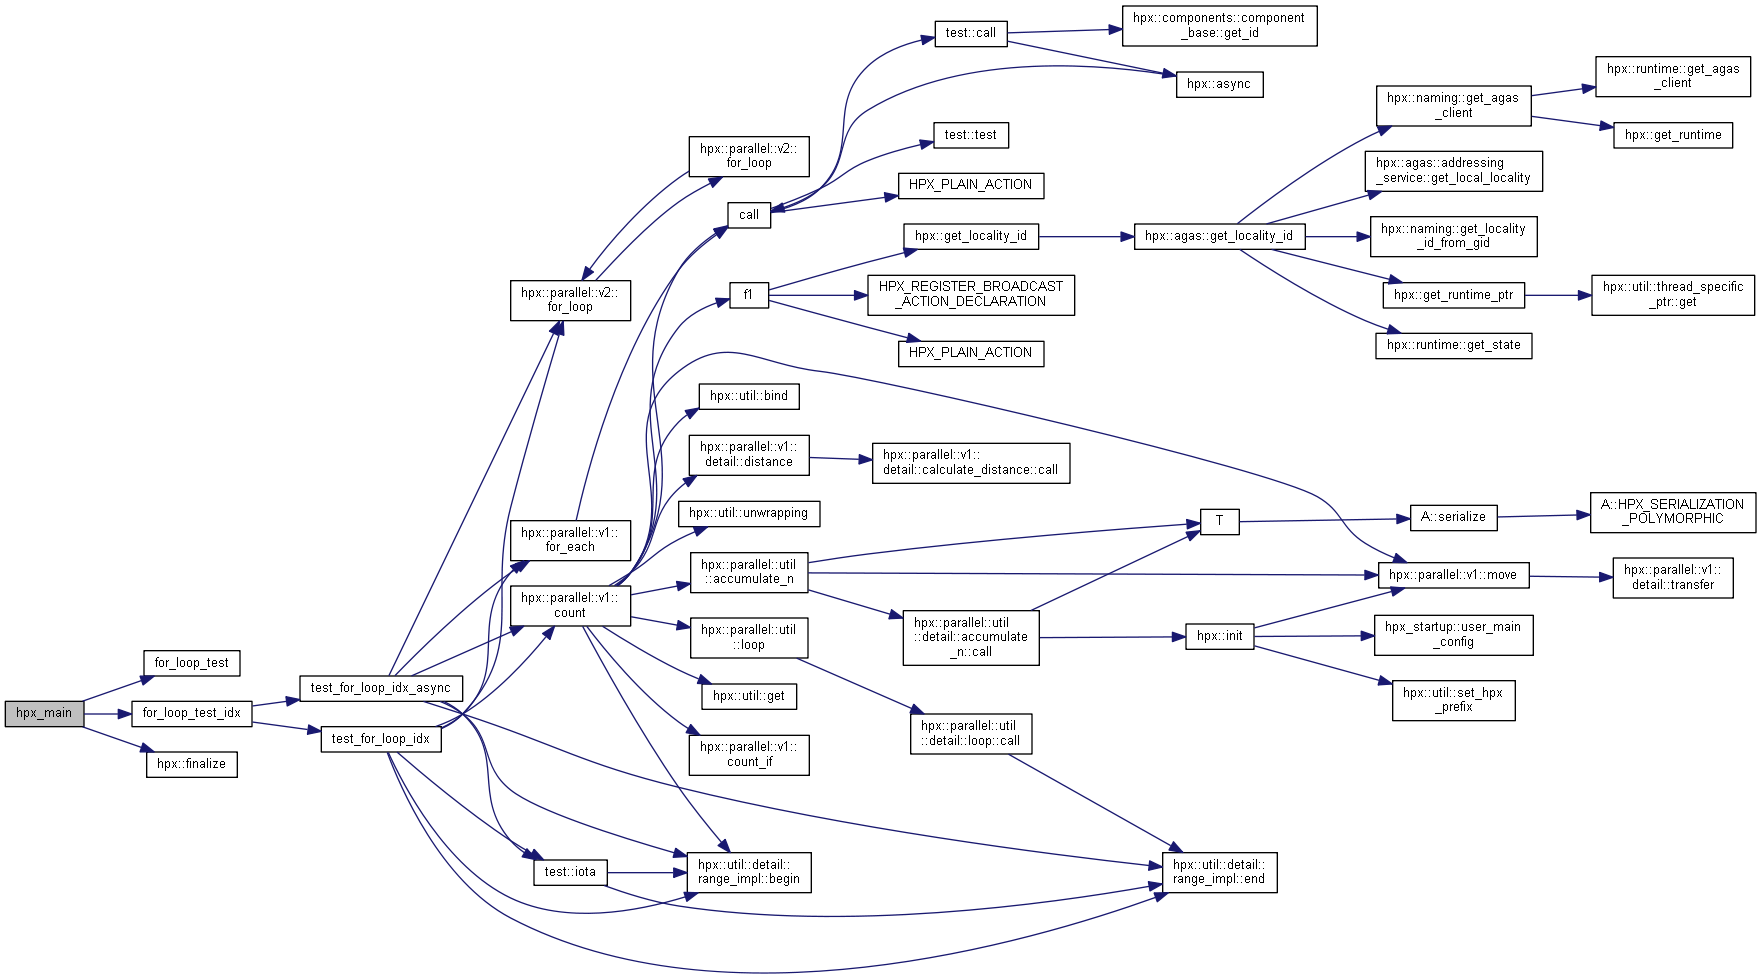 hpx_main
for_loop_test
for_loop_test_idx
hpx::finalize
test_for_loop_idx_async
test_for_loop_idx
hpx::parallel::v2::
for_loop
hpx::parallel::v1::
for_each
hpx::parallel::v1::
count
test::iota
hpx::parallel::v2::
for_loop
call
f1
hpx::util::bind
hpx::parallel::v1::
detail::distance
hpx::util::unwrapping
hpx::parallel::util
::accumulate_n
hpx::parallel::util
::loop
hpx::util::get
hpx::parallel::v1::
count_if
hpx::util::detail::
range_impl::begin
test::call
test::test
HPX_PLAIN_ACTION
hpx::get_locality_id
HPX_REGISTER_BROADCAST
_ACTION_DECLARATION
HPX_PLAIN_ACTION
hpx::parallel::v1::
detail::calculate_distance::call
hpx::parallel::util
::detail::accumulate
_n::call
hpx::parallel::util
::detail::loop::call
hpx::components::component
_base::get_id
hpx::async
hpx::agas::get_locality_id
T
hpx::init
hpx::util::detail::
range_impl::end
hpx::naming::get_agas
_client
hpx::agas::addressing
_service::get_local_locality
hpx::naming::get_locality
_id_from_gid
hpx::get_runtime_ptr
hpx::runtime::get_state
A::serialize
hpx::parallel::v1::move
hpx_startup::user_main
_config
hpx::util::set_hpx
_prefix
hpx::runtime::get_agas
_client
hpx::get_runtime
hpx::util::thread_specific
_ptr::get
A::HPX_SERIALIZATION
_POLYMORPHIC
hpx::parallel::v1::
detail::transfer